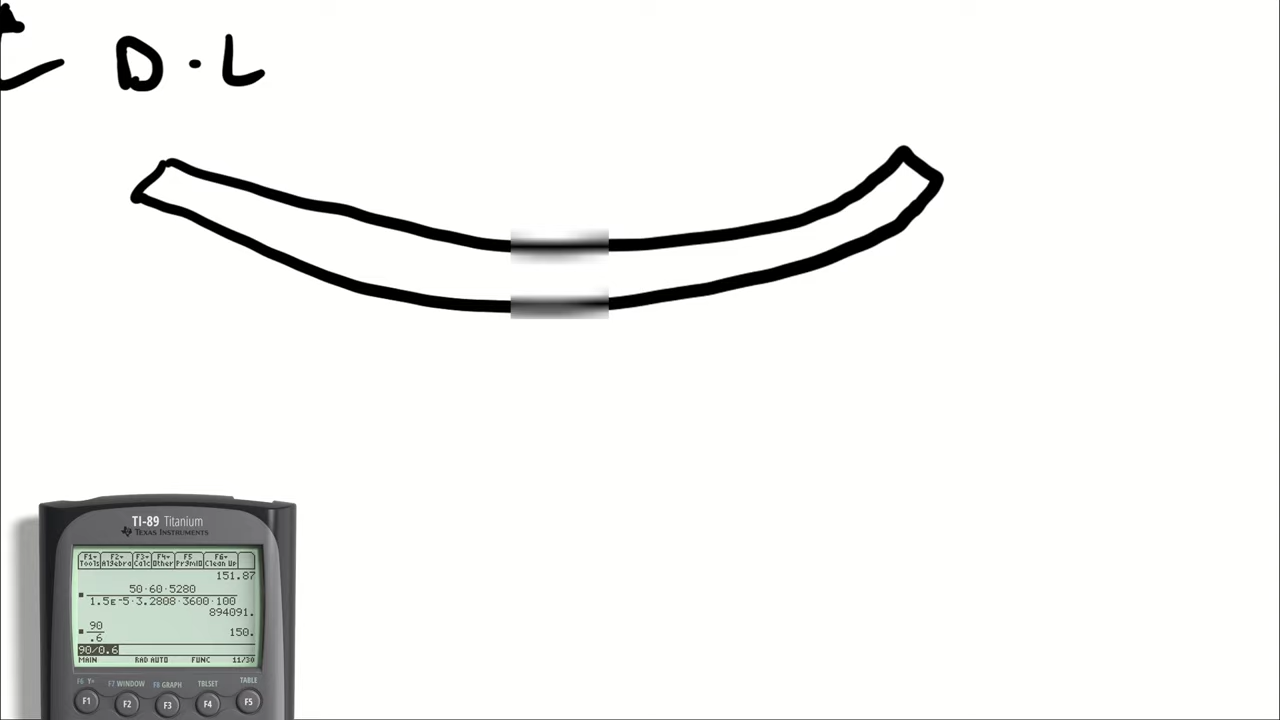 D · L
TI-89 Titanium
TEXAS INSTRUMENTS
F1 F2 F3 F4 F5 F6
Tools Algebra Calc Other PrgmIO Clean Up
151.87
50·60·5280
1.5E-5·3.2808·3600·100
894091.
90
.6
150.
90/0.6
MAIN RAD AUTO FUNC 11/30
F6 Y= F7 WINDOW F8 GRAPH TBLSET TABLE
F1 F2 F3 F4 F5